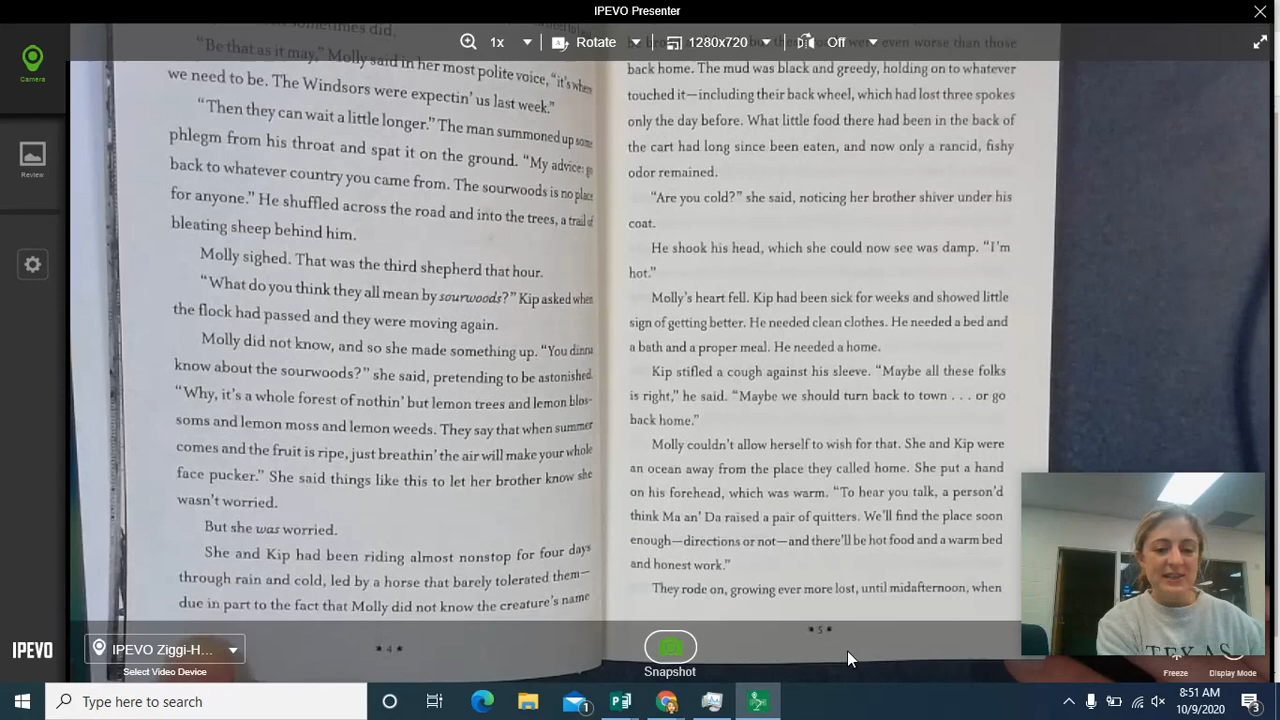 IPEVO Presenter
Camera
Review
1x
Rotate
1280x720
Off
sometimes did.
"Be that as it may," Molly said in her most polite voice, "it's where
we need to be. The Windsors were expectin' us last week."
"Then they can wait a little longer." The man summoned up some
phlegm from his throat and spat it on the ground. "My advice: go
back to whatever country you came from. The sourwoods is no place
for anyone." He shuffled across the road and into the trees, a trail of
bleating sheep behind him.
Molly sighed. That was the third shepherd that hour.
"What do you think they all mean by sourwoods?" Kip asked when
the flock had passed and they were moving again.
Molly did not know, and so she made something up. "You dinna
know about the sourwoods?" she said, pretending to be astonished.
"Why, it's a whole forest of nothin' but lemon trees and lemon blos-
soms and lemon moss and lemon weeds. They say that when summer
comes and the fruit is ripe, just breathin' the air will make your whole
face pucker." She said things like this to let her brother know she
wasn't worried.
But she was worried.
She and Kip had been riding almost nonstop for four days
through rain and cold, led by a horse that barely tolerated them—
due in part to the fact that Molly did not know the creature's name
4
were even worse than those
back home. The mud was black and greedy, holding on to whatever
touched it—including their back wheel, which had lost three spokes
only the day before. What little food there had been in the back of
the cart had long since been eaten, and now only a rancid, fishy
odor remained.
"Are you cold?" she said, noticing her brother shiver under his
coat.
He shook his head, which she could now see was damp. "I'm
hot."
Molly's heart fell. Kip had been sick for weeks and showed little
sign of getting better. He needed clean clothes. He needed a bed and
a bath and a proper meal. He needed a home.
Kip stifled a cough against his sleeve. "Maybe all these folks
is right," he said. "Maybe we should turn back to town . . . or go
back home."
Molly couldn't allow herself to wish for that. She and Kip were
an ocean away from the place they called home. She put a hand
on his forehead, which was warm. "To hear you talk, a person'd
think Ma an' Da raised a pair of quitters. We'll find the place soon
enough—directions or not—and there'll be hot food and a warm bed
and honest work."
They rode on, growing ever more lost, until midafternoon, when
5
TEXAS
IPEVO
IPEVO Ziggi-H...
Select Video Device
Snapshot
Freeze
Display Mode
Type here to search
1
8:51 AM
10/9/2020
3